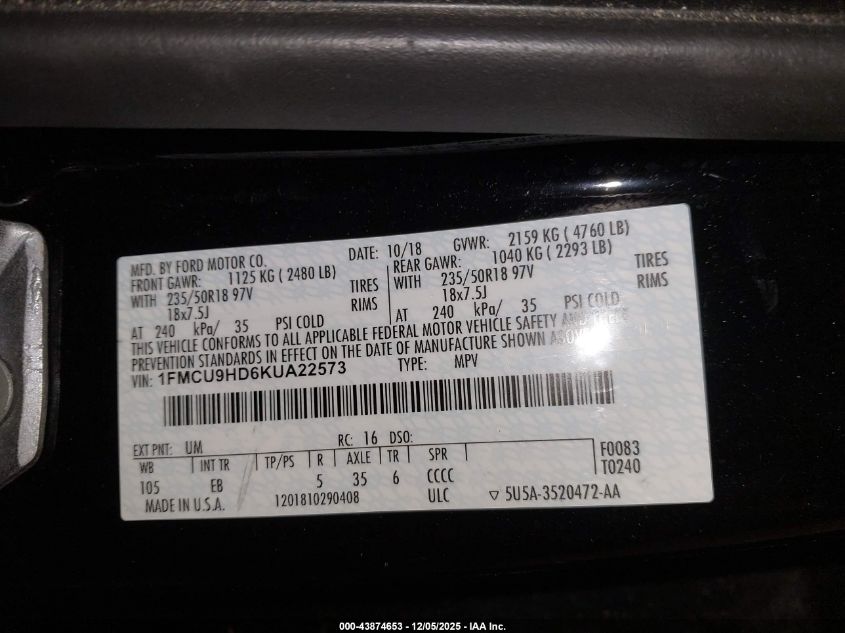 MFD. BY FORD MOTOR CO. DATE: 10/18 GVWR: 2159 KG ( 4760 LB)
FRONT GAWR: 1125 KG ( 2480 LB) REAR GAWR: 1040 KG ( 2293 LB)
WITH 235/50R18 97V TIRES WITH 235/50R18 97V TIRES
18x7.5J RIMS 18x7.5J RIMS
AT 240 kPa/ 35 PSI COLD AT 240 kPa/ 35 PSI COLD
THIS VEHICLE CONFORMS TO ALL APPLICABLE FEDERAL MOTOR VEHICLE SAFETY AND THEFT
PREVENTION STANDARDS IN EFFECT ON THE DATE OF MANUFACTURE SHOWN ABOVE.
VIN: 1FMCU9HD6KUA22573 TYPE: MPV
EXT PNT: UM RC: 16 DSO: F0083
WB INT TR TP/PS R AXLE TR SPR T0240
105 EB 5 35 6 CCCC
MADE IN U.S.A. 1201810290408 ULC ▽ 5U5A-3520472-AA
000-43874653 - 12/05/2025 - IAA Inc.